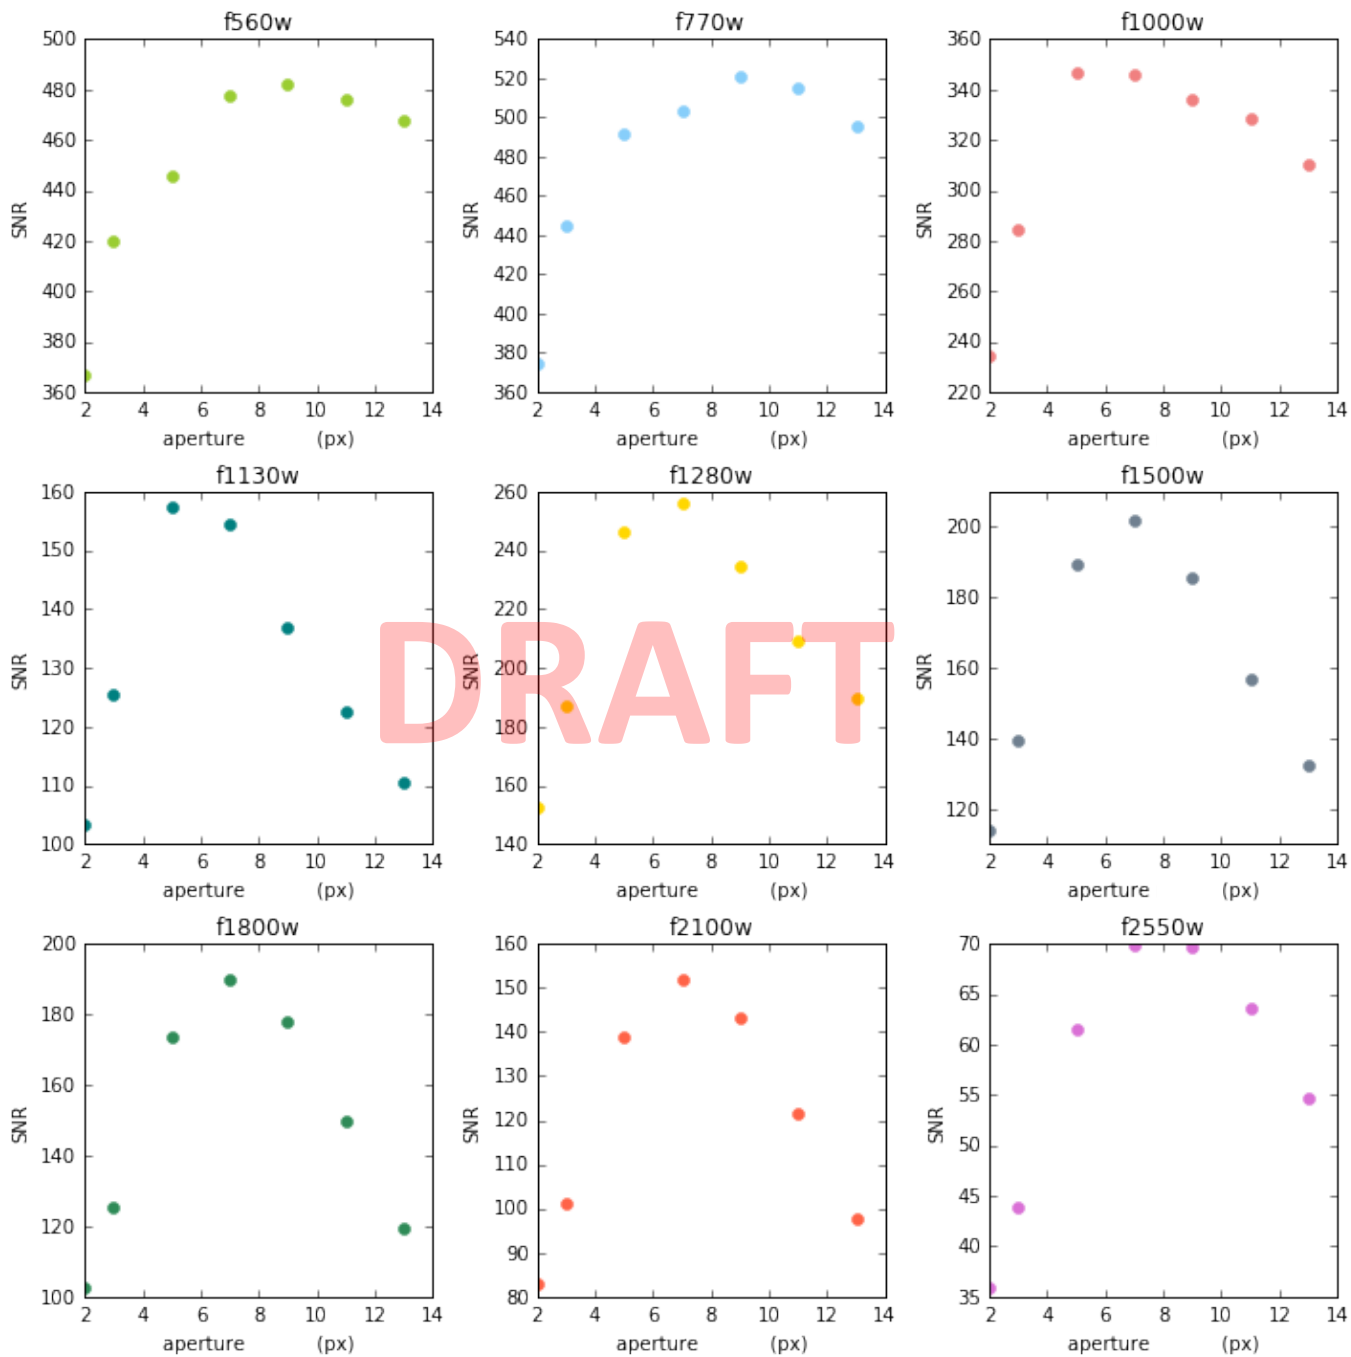 f560w
500
480
460
440
420
400
380
360
SNR
2 4 6 8 10 12 14
aperture (px)
f770w
540
520
500
480
460
440
420
400
380
360
SNR
2 4 6 8 10 12 14
aperture (px)
f1000w
360
340
320
300
280
260
240
220
SNR
2 4 6 8 10 12 14
aperture (px)
f1130w
160
150
140
130
120
110
100
SNR
2 4 6 8 10 12 14
aperture (px)
f1280w
260
240
220
200
180
160
140
SNR
2 4 6 8 10 12 14
aperture (px)
f1500w
200
180
160
140
120
SNR
2 4 6 8 10 12 14
aperture (px)
DRAFT
f1800w
200
180
160
140
120
100
SNR
2 4 6 8 10 12 14
aperture (px)
f2100w
160
150
140
130
120
110
100
90
80
SNR
2 4 6 8 10 12 14
aperture (px)
f2550w
70
65
60
55
50
45
40
35
SNR
2 4 6 8 10 12 14
aperture (px)